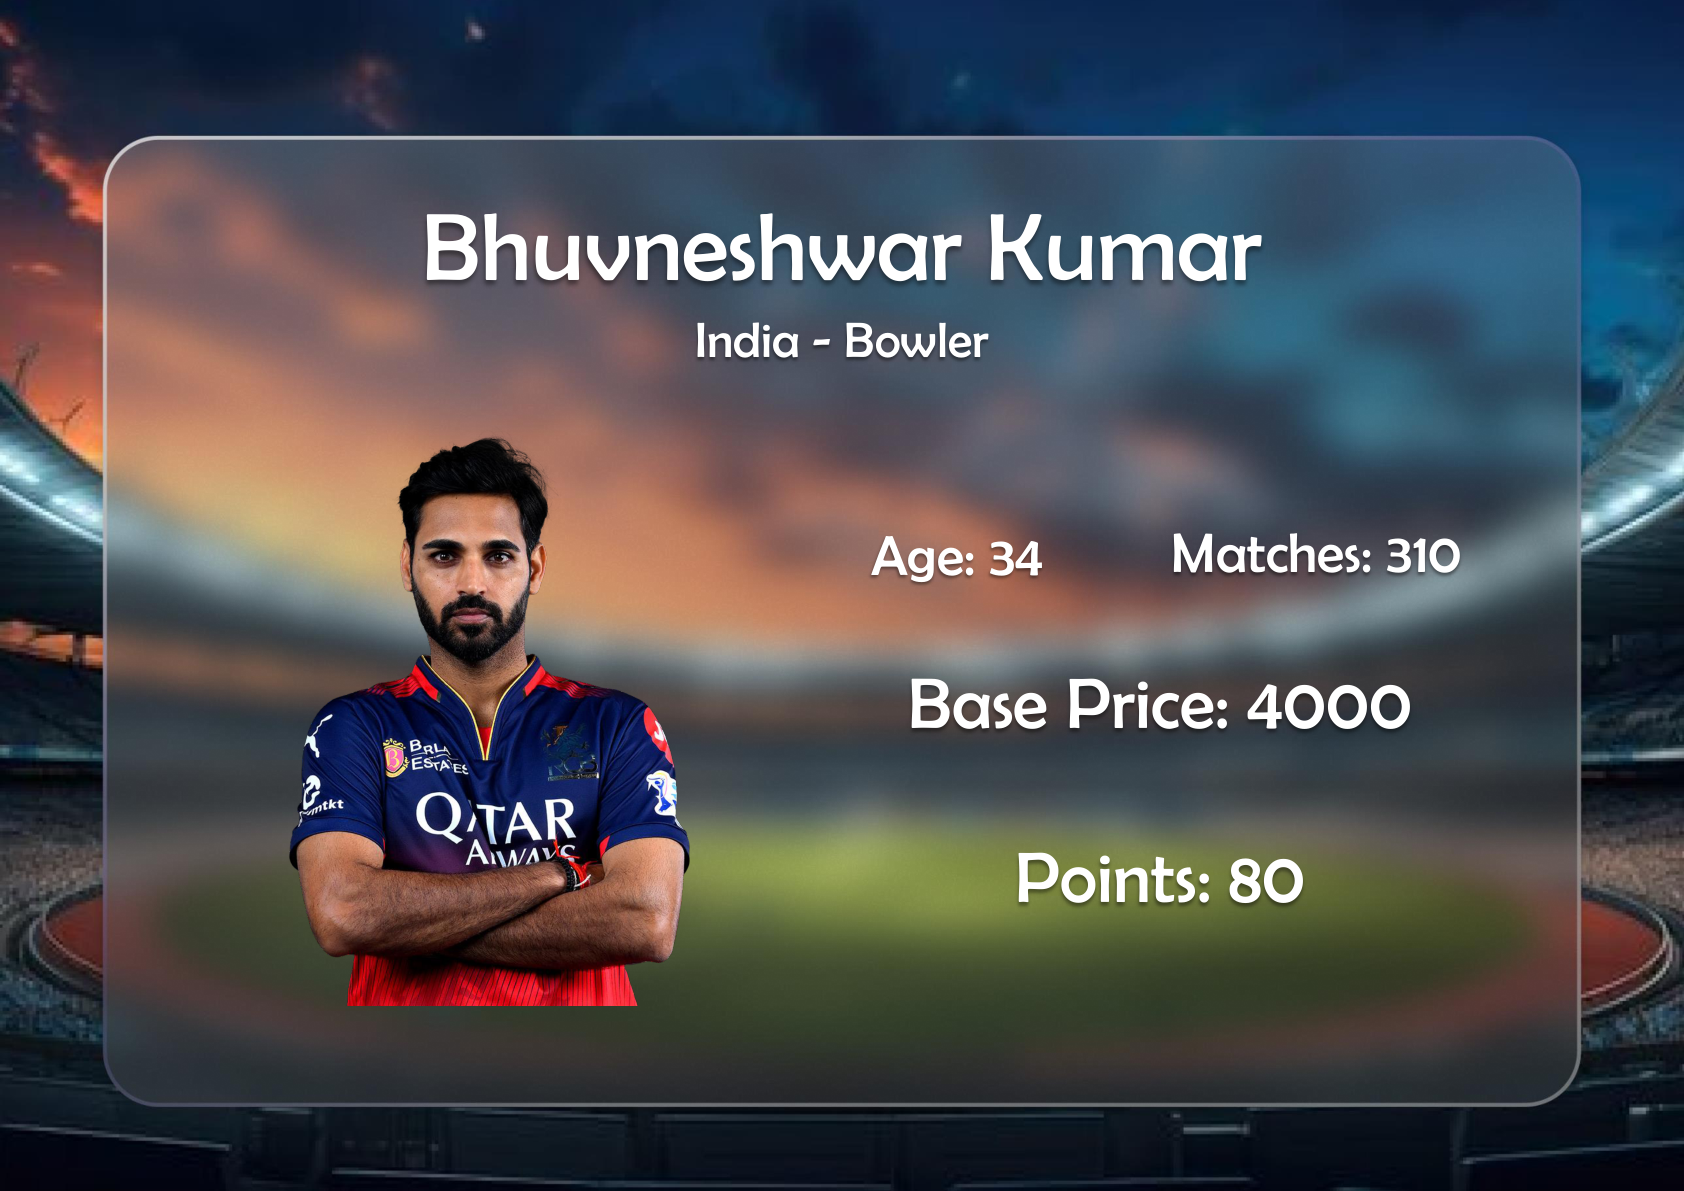 Bhuvneshwar Kumar
India - Bowler
Age: 34
Matches: 310
Base Price: 4000
Points: 80
QATAR